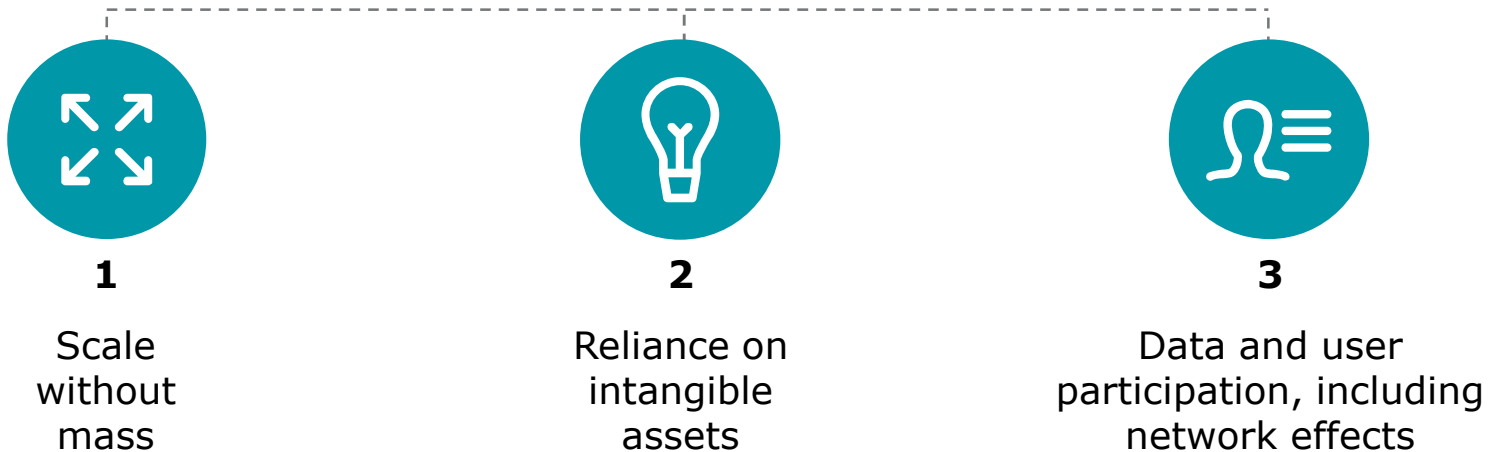 1
Scale
without
mass
2
Reliance on
intangible
assets
3
Data and user
participation, including
network effects